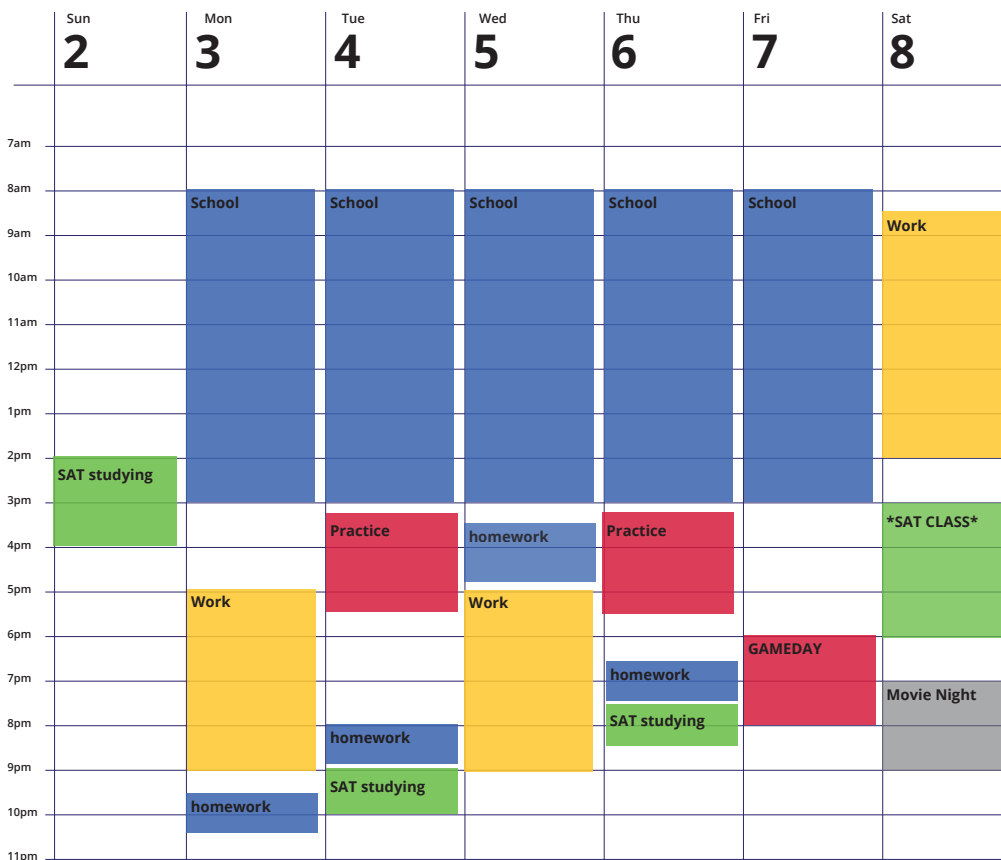 Sun
Mon
Tue
Wed
Thu
Fri
Sat
2
3
4
5
6
7
8
7am
8am
School
School
School
School
School
Work
9am
10am
11am
12pm
1pm
2pm
SAT studying
3pm
*SAT CLASS*
Practice
homework
Practice
4pm
5pm
Work
Work
6pm
GAMEDAY
homework
7pm
Movie Night
SAT studying
8pm
homework
9pm
SAT studying
homework
10pm
11pm